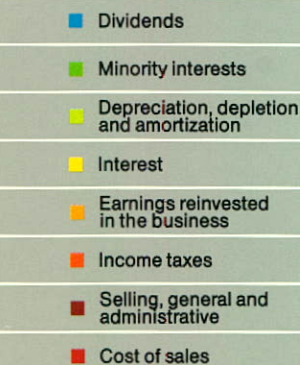 Dividends
Minority interests
Depreciation, depletion
and amortization
Interest
Earnings reinvested
in the business
Income taxes
Selling, general and
administrative
Cost of sales